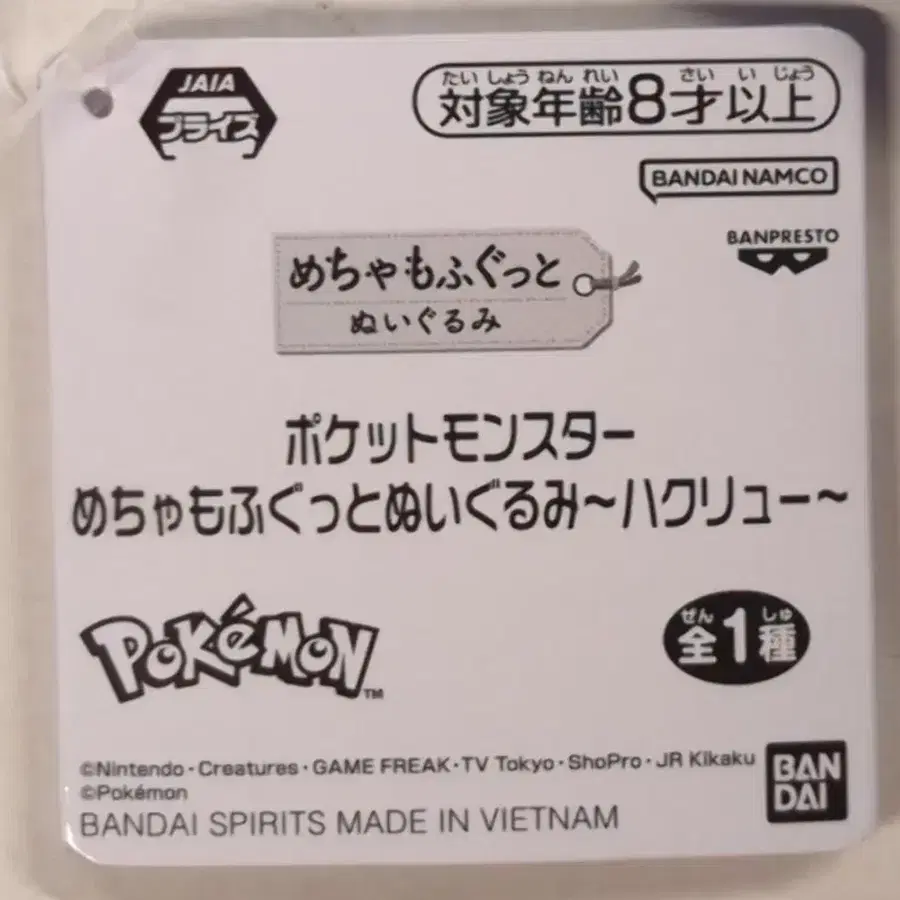 JAIA
プライズ
たいしょうねんれい さいいじょう
対象年齢8才以上
BANDAI NAMCO
BANPRESTO
めちゃもふぐっと
ぬいぐるみ
ポケットモンスター
めちゃもふぐっとぬいぐるみ~ハクリュー~
POKéMON™
ぜん しゅ
全1種
©Nintendo・Creatures・GAME FREAK・TV Tokyo・ShoPro・JR Kikaku
©Pokémon
BANDAI SPIRITS MADE IN VIETNAM
BAN
DAI